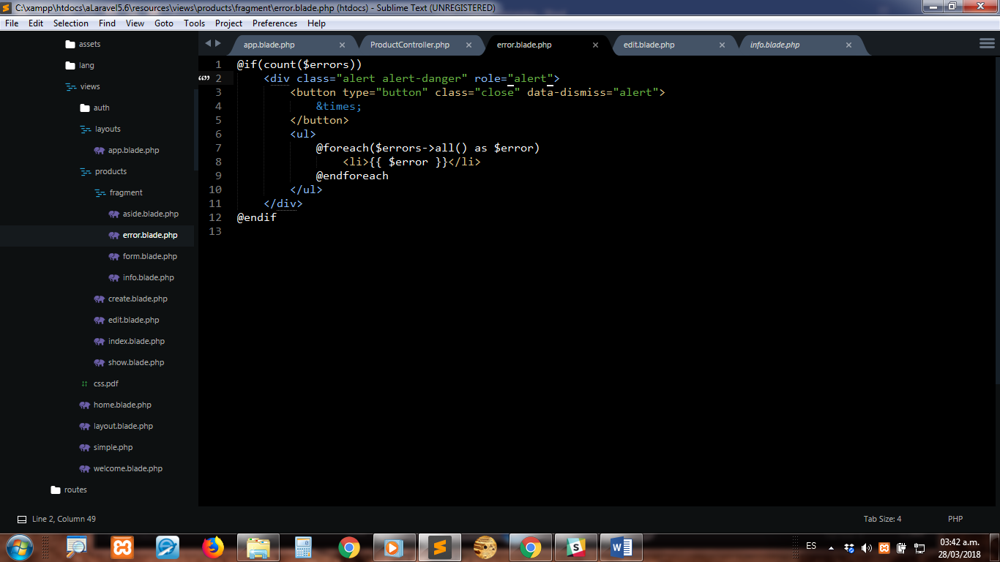 C:\xampp\htdocs\aLaravel5.6\resources\views\products\fragment\error.blade.php (htdocs) - Sublime Text (UNREGISTERED)
File Edit Selection Find View Goto Tools Project Preferences Help
assets
lang
views
auth
layouts
app.blade.php
products
fragment
aside.blade.php
error.blade.php
form.blade.php
info.blade.php
create.blade.php
edit.blade.php
index.blade.php
show.blade.php
css.pdf
home.blade.php
layout.blade.php
simple.php
welcome.blade.php
routes
app.blade.php ProductController.php error.blade.php edit.blade.php info.blade.php
1 @if(count($errors))
2 <div class="alert alert-danger" role="alert">
3 <button type="button" class="close" data-dismiss="alert">
4 &times;
5 </button>
6 <ul>
7 @foreach($errors->all() as $error)
8 <li>{{ $error }}</li>
9 @endforeach
10 </ul>
11 </div>
12 @endif
13
Line 2, Column 49 Tab Size: 4 PHP
ES 03:42 a.m.
28/03/2018